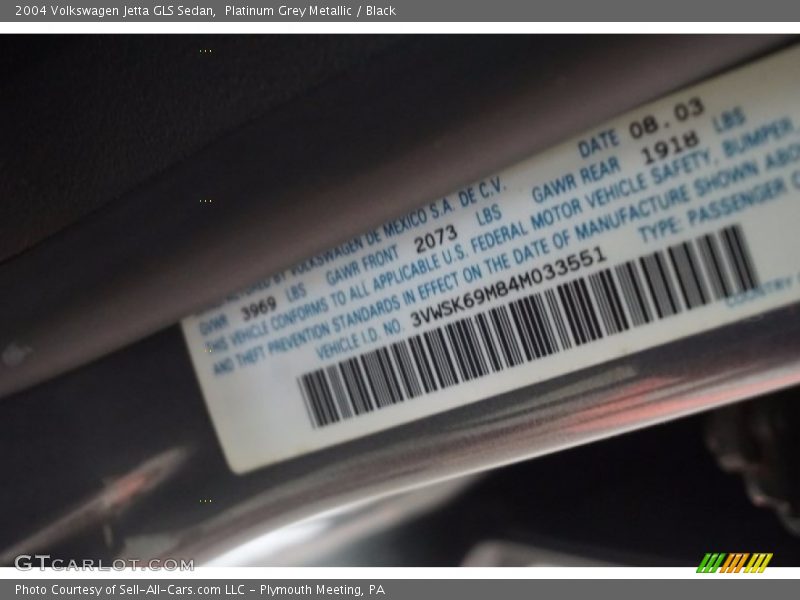 2004 Volkswagen Jetta GLS Sedan, Platinum Grey Metallic / Black
DATE 08.03
BY VOLKSWAGEN DE MEXICO S.A. DE C.V.
GVWR 3969 LBS GAWR FRONT 2073 LBS GAWR REAR 1918 LBS
THIS VEHICLE CONFORMS TO ALL APPLICABLE U.S. FEDERAL MOTOR VEHICLE SAFETY, BUMPER,
AND THEFT PREVENTION STANDARDS IN EFFECT ON THE DATE OF MANUFACTURE SHOWN
VEHICLE I.D. NO. 3VWSK69M84M033551 TYPE: PASSENGER
COUNTRY
GTCARLOT.COM
Photo Courtesy of Sell-All-Cars.com LLC - Plymouth Meeting, PA